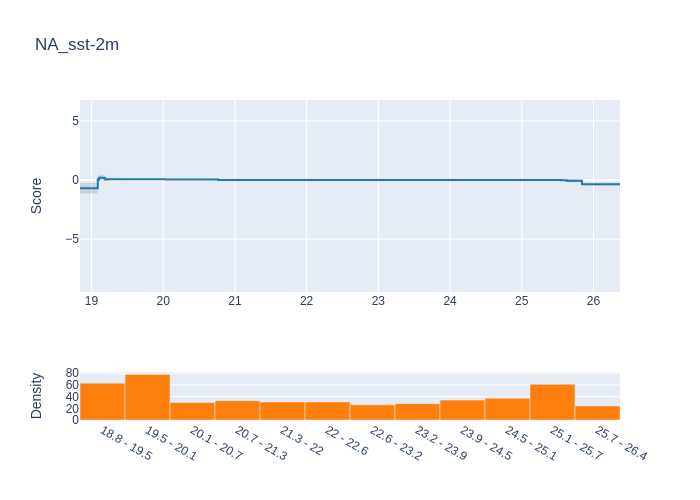 NA_sst-2m
Score
5
0
−5
19 20 21 22 23 24 25 26
Density
80
60
40
20
0
18.8 - 19.5
19.5 - 20.1
20.1 - 20.7
20.7 - 21.3
21.3 - 22
22 - 22.6
22.6 - 23.2
23.2 - 23.9
23.9 - 24.5
24.5 - 25.1
25.1 - 25.7
25.7 - 26.4